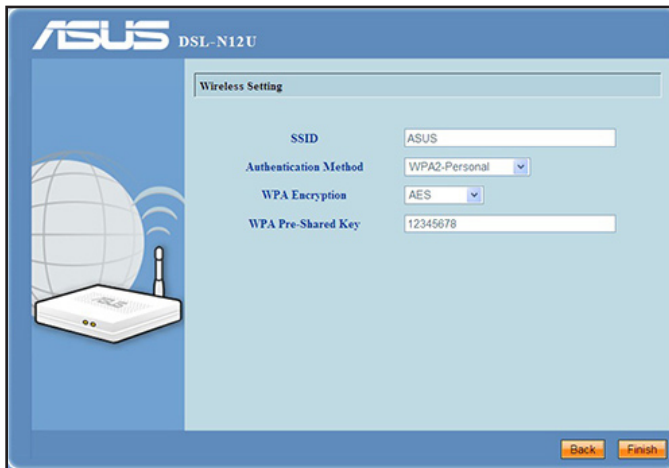 ASUS DSL-N12U
Wireless Setting
SSID ASUS
Authentication Method WPA2-Personal
WPA Encryption AES
WPA Pre-Shared Key 12345678
ASUS
Back Finish